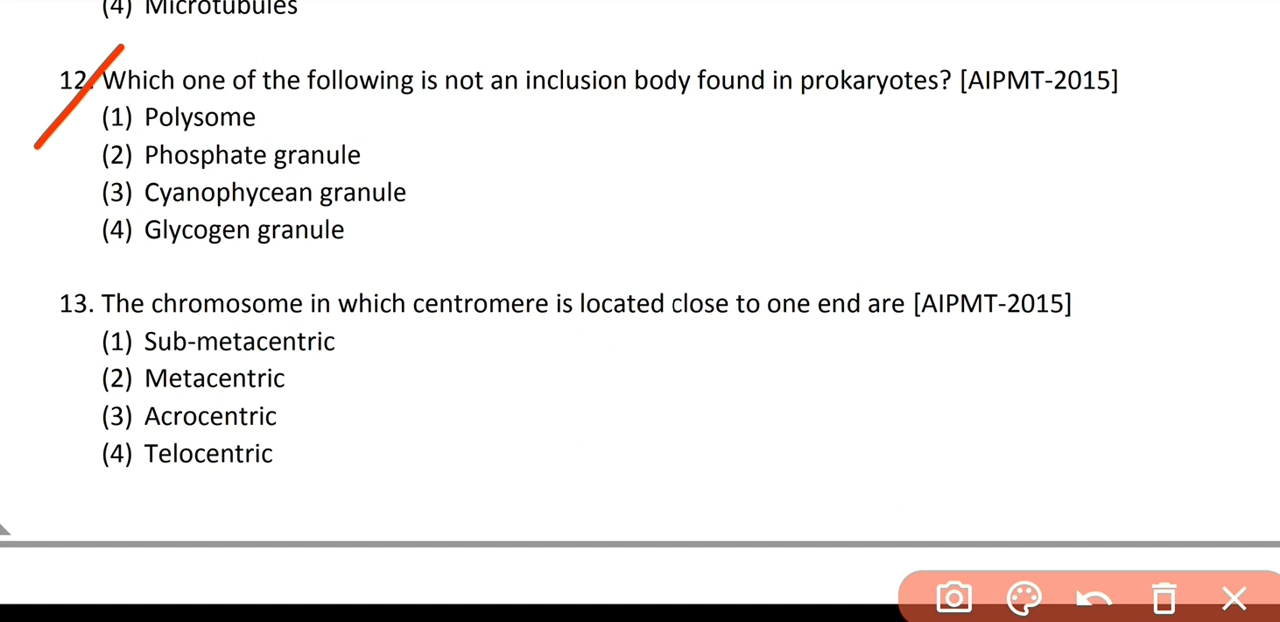 (4) Microtubules
12. Which one of the following is not an inclusion body found in prokaryotes? [AIPMT-2015]
(1) Polysome
(2) Phosphate granule
(3) Cyanophycean granule
(4) Glycogen granule
13. The chromosome in which centromere is located close to one end are [AIPMT-2015]
(1) Sub-metacentric
(2) Metacentric
(3) Acrocentric
(4) Telocentric